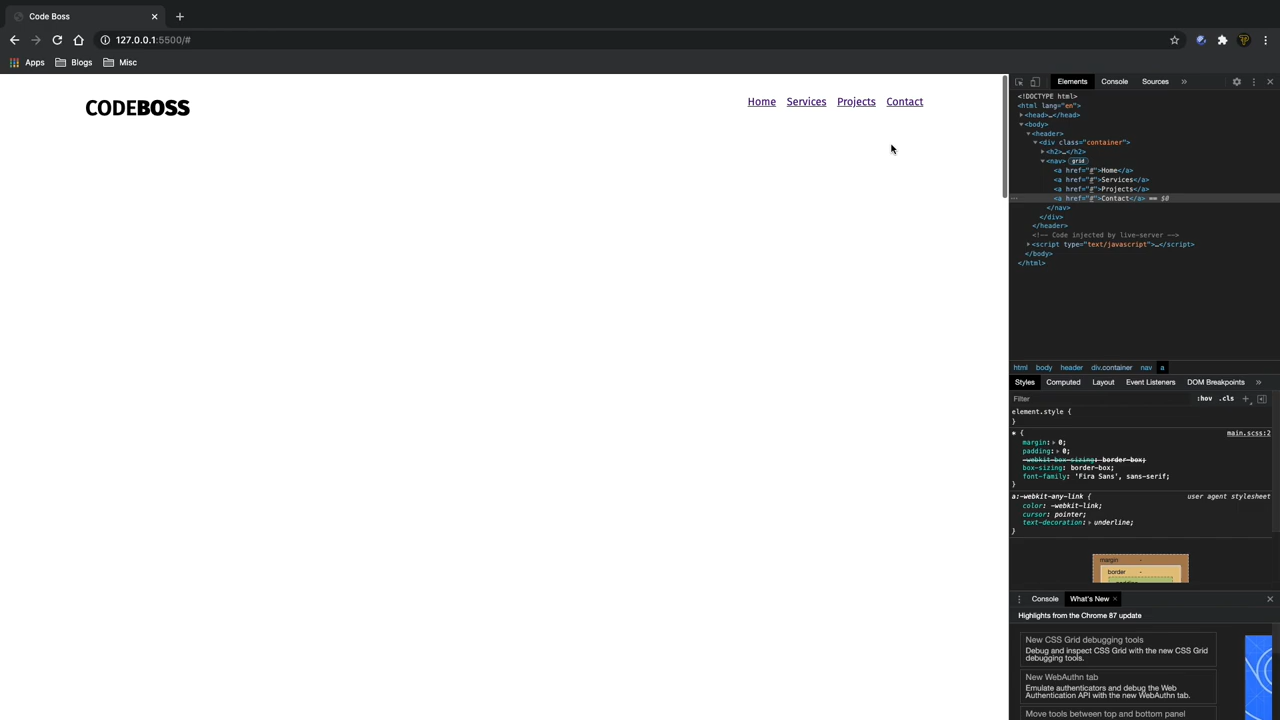 Code Boss
127.0.0.1:5500/#
Apps Blogs Misc
CODEBOSS
Home Services Projects Contact
Elements Console Sources »
<!DOCTYPE html>
<html lang="en">
<head>…</head>
<body>
<header>
<div class="container">
<h2>…</h2>
<nav> grid
<a href="#">Home</a>
<a href="#">Services</a>
<a href="#">Projects</a>
… <a href="#">Contact</a> == $0
</nav>
</div>
</header>
<!-- Code injected by live-server -->
<script type="text/javascript">…</script>
</body>
</html>
html body header div.container nav a
Styles Computed Layout Event Listeners DOM Breakpoints »
Filter :hov .cls +
element.style {
}
* { main.scss:2
margin: 0;
padding: 0;
-webkit-box-sizing: border-box;
box-sizing: border-box;
font-family: 'Fira Sans', sans-serif;
}
a:-webkit-any-link { user agent stylesheet
color: -webkit-link;
cursor: pointer;
text-decoration: underline;
}
margin -
border -
Console What's New ×
Highlights from the Chrome 87 update
New CSS Grid debugging tools
Debug and inspect CSS Grid with the new CSS Grid
debugging tools.
New WebAuthn tab
Emulate authenticators and debug the Web
Authentication API with the new WebAuthn tab.
Move tools between top and bottom panel